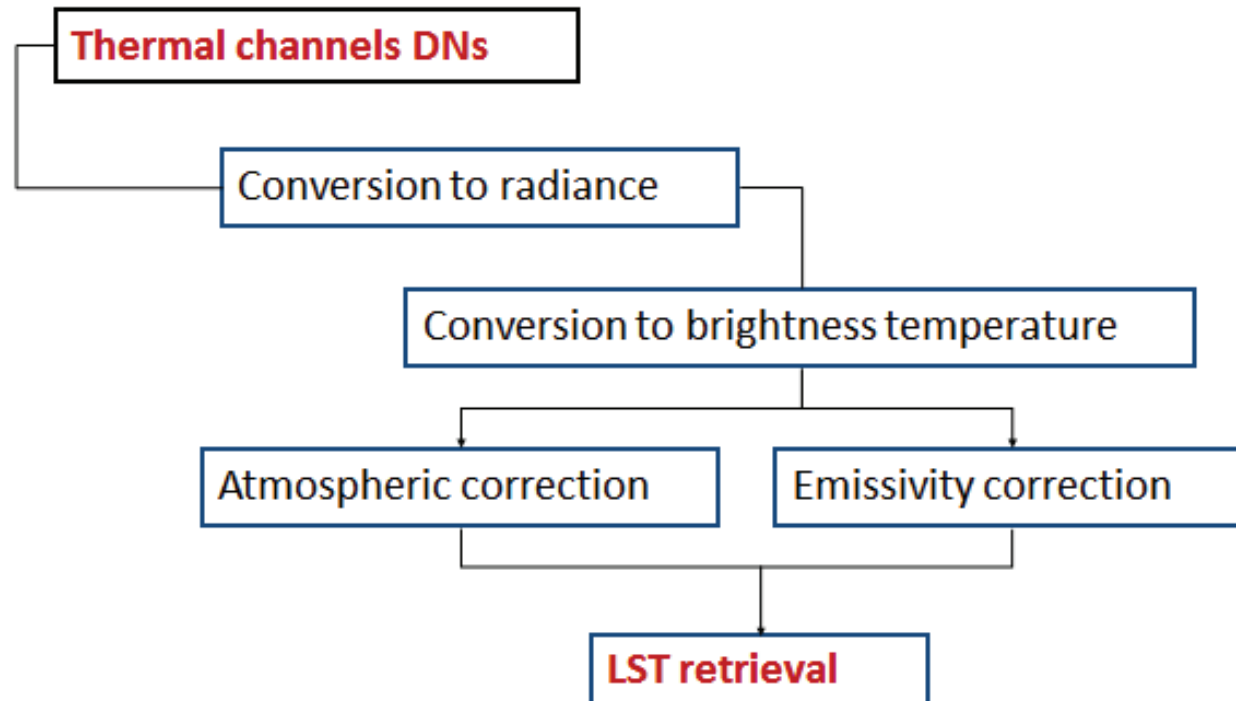 Thermal channels DNs
Conversion to radiance
Conversion to brightness temperature
Atmospheric correction
Emissivity correction
LST retrieval